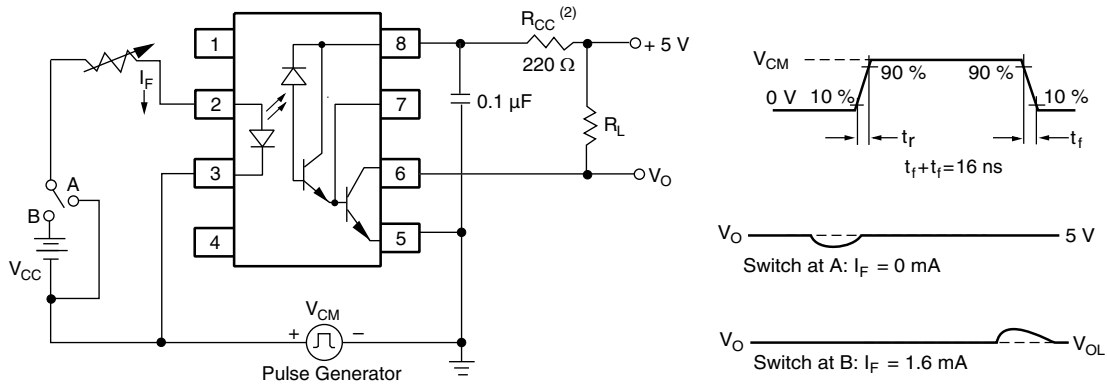 1
2
3
4
8
7
6
5
I_F
A
B
V_CC
R_CC (2)
220 Ω
+ 5 V
0.1 µF
R_L
V_O
V_CM
+
−
Pulse Generator
V_CM
90 %
90 %
0 V
10 %
10 %
t_r
t_f
t_f+t_f=16 ns
V_O
5 V
Switch at A: I_F = 0 mA
V_O
V_OL
Switch at B: I_F = 1.6 mA